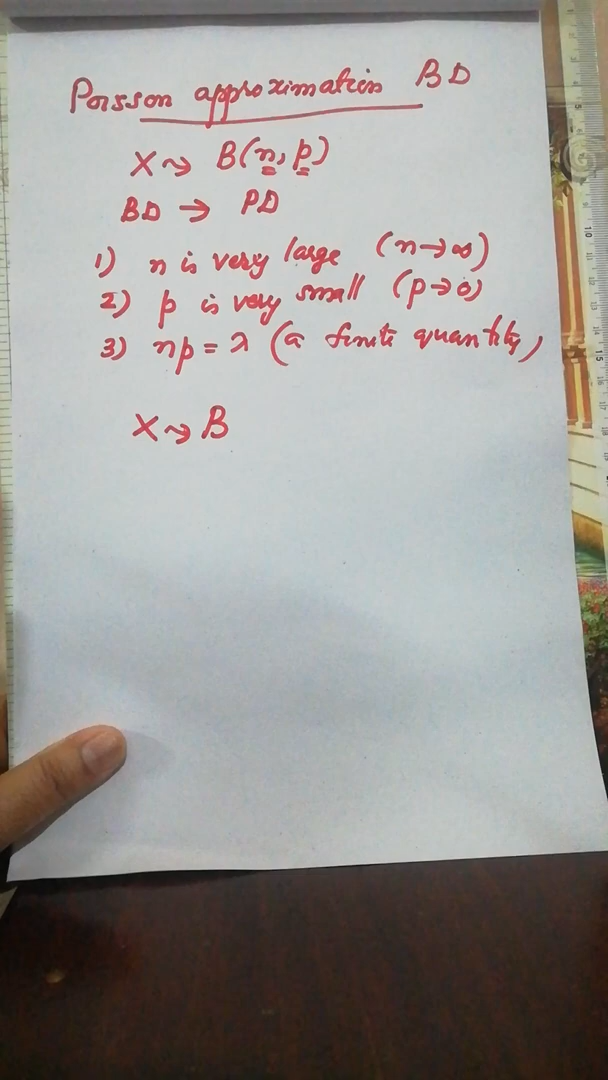 Poisson approximation BD
X ⇝ B(n, p)
BD → PD
1) n is very large (n→∞)
2) p is very small (p→0)
3) np = λ (a finite quantity)
X ⇝ B